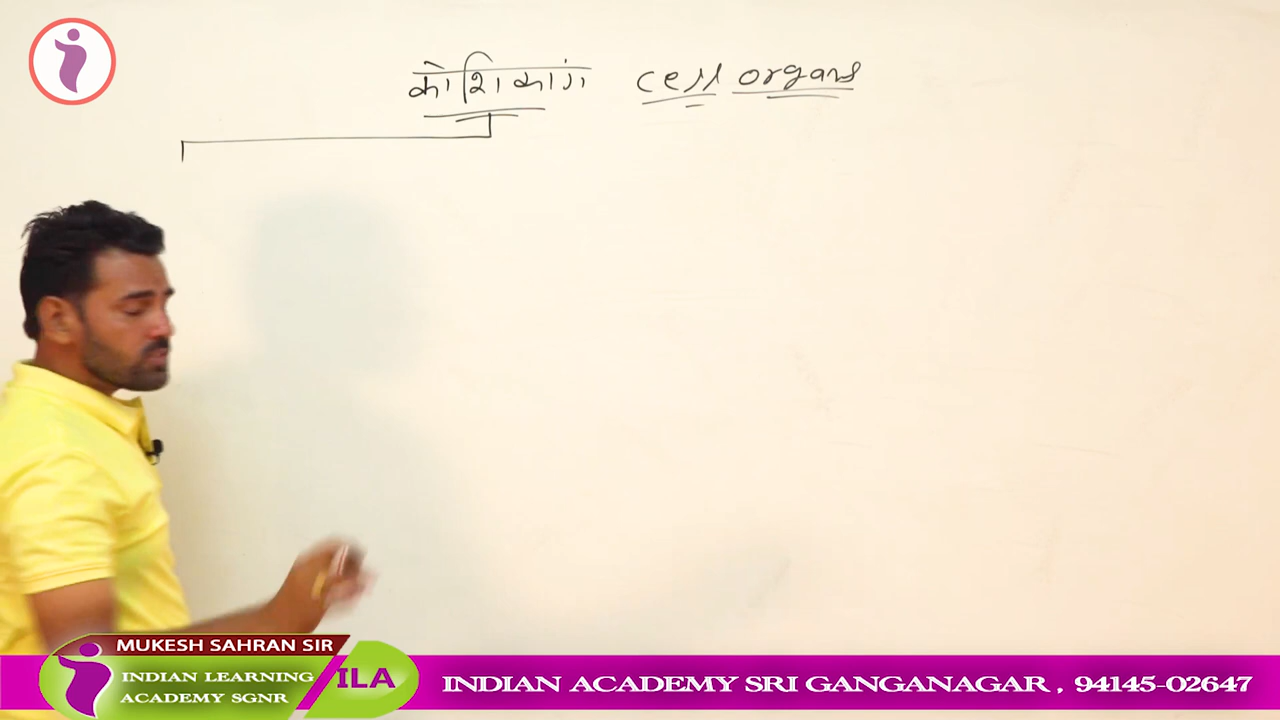 कोशिकांग cell organs
MUKESH SAHRAN SIR
INDIAN LEARNING
ACADEMY SGNR
ILA
INDIAN ACADEMY SRI GANGANAGAR , 94145-02647